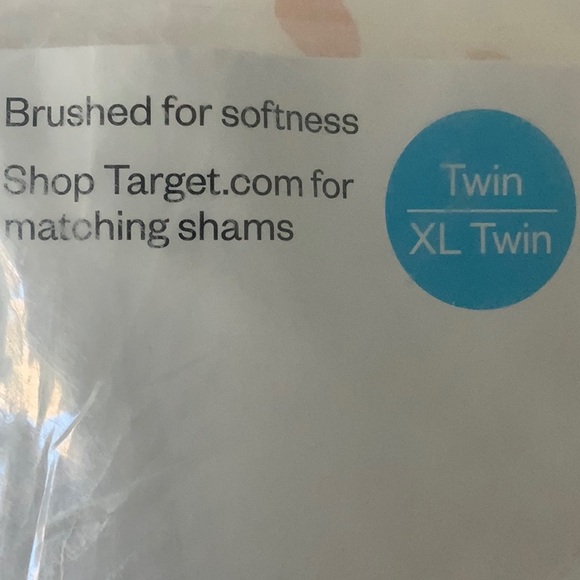 Brushed for softness
Shop Target.com for
matching shams
Twin
XL Twin